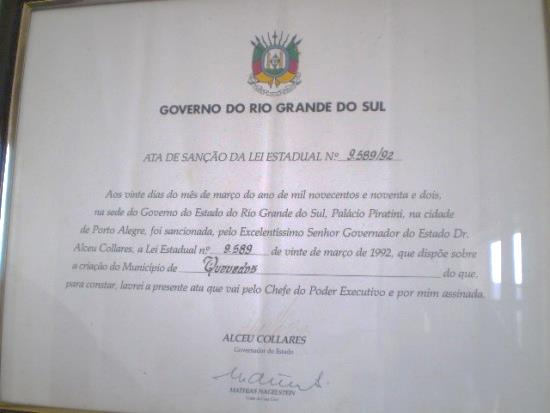 GOVERNO DO RIO GRANDE DO SUL
ATA DE SANÇÃO DA LEI ESTADUAL Nº 9.589/92
Aos vinte dias do mês de março do ano de mil novecentos e noventa e dois,
na sede do Governo do Estado do Rio Grande do Sul, Palácio Piratini, na cidade
de Porto Alegre, foi sancionada, pelo Excelentíssimo Senhor Governador do Estado Dr.
Alceu Collares, a Lei Estadual nº 9.589 de vinte de março de 1992, que dispõe sobre
a criação do Município de Quevedos do que,
para constar, lavrei a presente ata que vai pelo Chefe do Poder Executivo e por mim assinada.
ALCEU COLLARES
Governador do Estado
MATHIAS NAGELSTEIN